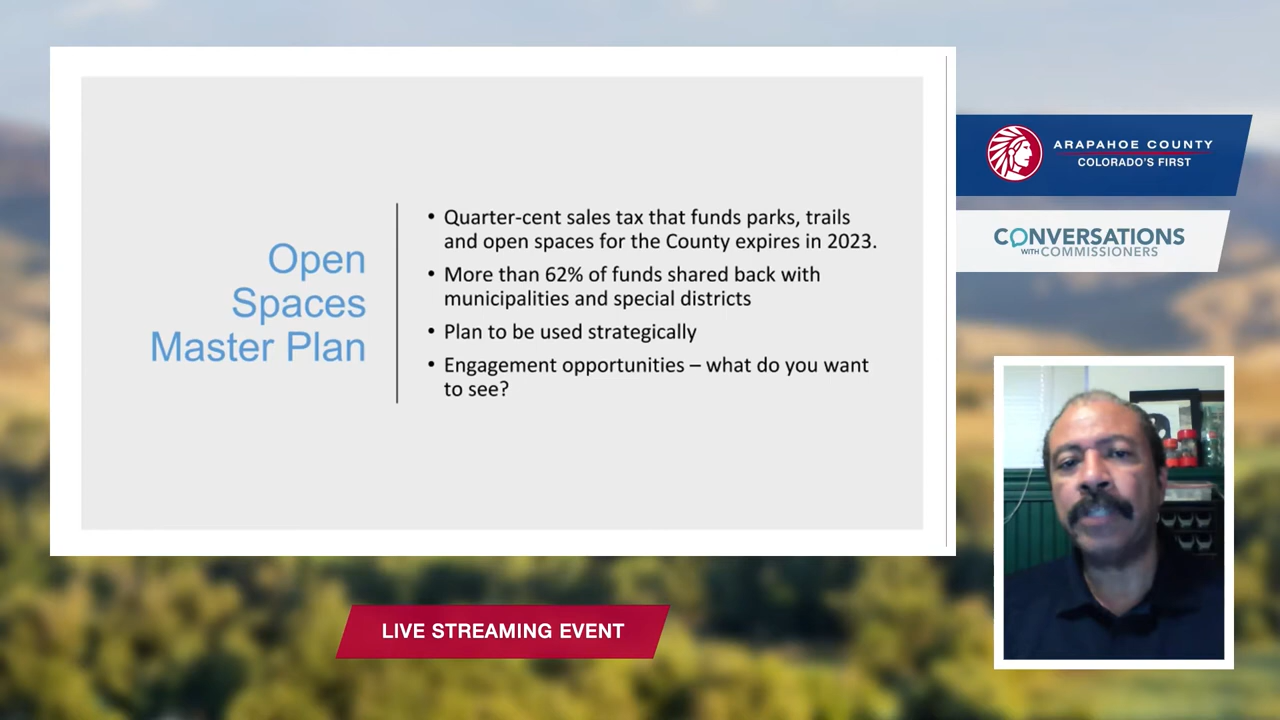 Open
Spaces
Master Plan
• Quarter-cent sales tax that funds parks, trails
and open spaces for the County expires in 2023.
• More than 62% of funds shared back with
municipalities and special districts
• Plan to be used strategically
• Engagement opportunities – what do you want
to see?
ARAPAHOE COUNTY
COLORADO'S FIRST
CONVERSATIONS
WITH COMMISSIONERS
LIVE STREAMING EVENT